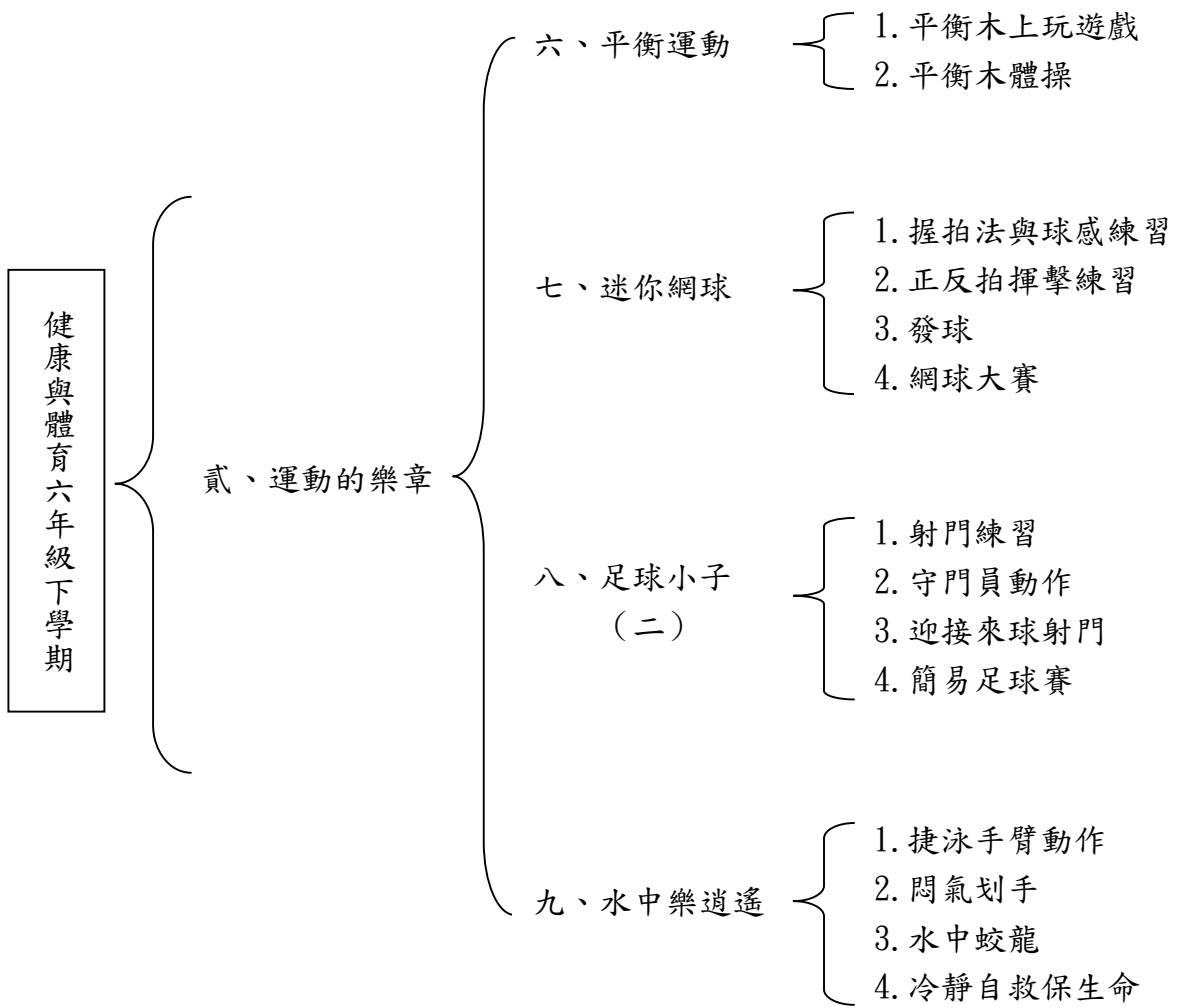 健康與體育六年級下學期
貳、運動的樂章
六、平衡運動
1.平衡木上玩遊戲
2.平衡木體操
七、迷你網球
1.握拍法與球感練習
2.正反拍揮擊練習
3.發球
4.網球大賽
八、足球小子
（二）
1.射門練習
2.守門員動作
3.迎接來球射門
4.簡易足球賽
九、水中樂逍遙
1.捷泳手臂動作
2.悶氣划手
3.水中蛟龍
4.冷靜自救保生命